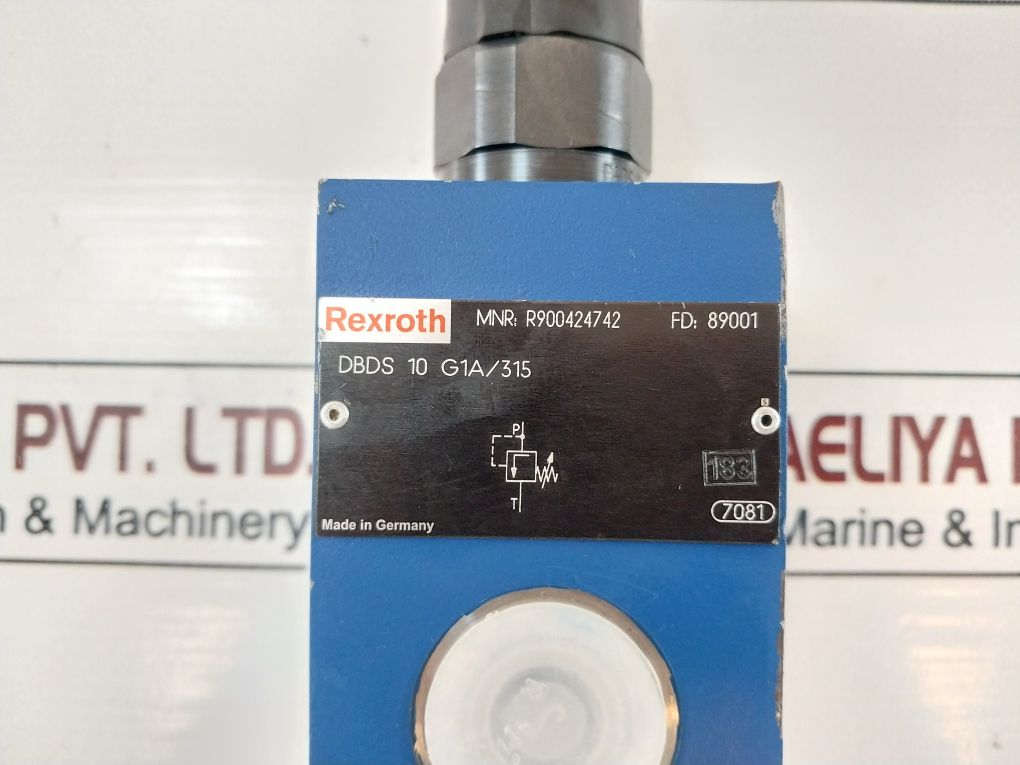 Rexroth MNR: R900424742 FD: 89001
DBDS 10 G1A/315
P
T
183
7081
Made in Germany
PVT. LTD.
AELIYA
& Machinery
Marine & In